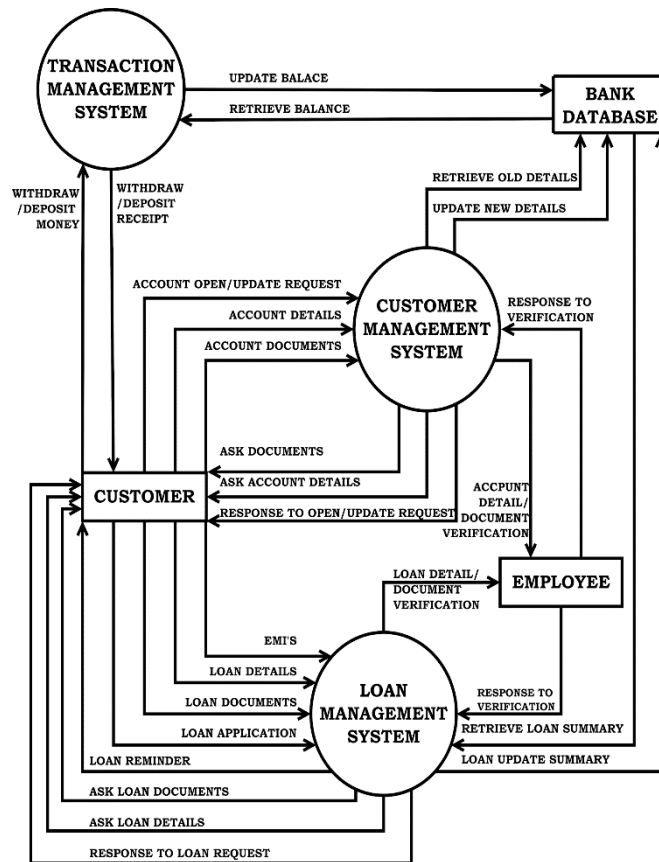 TRANSACTION
MANAGEMENT
SYSTEM
UPDATE BALACE
RETRIEVE BALANCE
BANK
DATABASE
WITHDRAW
/DEPOSIT
MONEY
WITHDRAW
/DEPOSIT
RECEIPT
RETRIEVE OLD DETAILS
UPDATE NEW DETAILS
ACCOUNT OPEN/UPDATE REQUEST
ACCOUNT DETAILS
ACCOUNT DOCUMENTS
CUSTOMER
MANAGEMENT
SYSTEM
RESPONSE TO
VERIFICATION
ASK DOCUMENTS
ASK ACCOUNT DETAILS
RESPONSE TO OPEN/UPDATE REQUEST
CUSTOMER
ACCPUNT
DETAIL/
DOCUMENT
VERIFICATION
LOAN DETAIL/
DOCUMENT
VERIFICATION
EMPLOYEE
EMI'S
LOAN DETAILS
LOAN DOCUMENTS
LOAN APPLICATION
LOAN
MANAGEMENT
SYSTEM
RESPONSE TO
VERIFICATION
RETRIEVE LOAN SUMMARY
LOAN UPDATE SUMMARY
LOAN REMINDER
ASK LOAN DOCUMENTS
ASK LOAN DETAILS
RESPONSE TO LOAN REQUEST